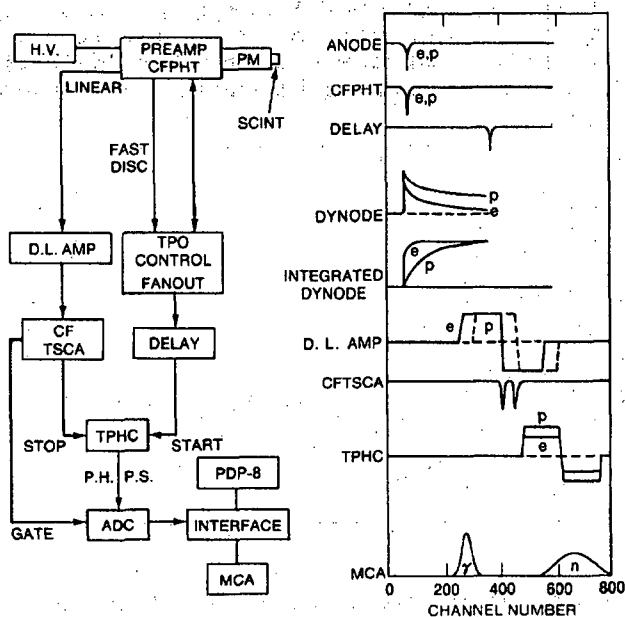 H.V.
PREAMP
CFPHT
PM
LINEAR
SCINT
FAST
DISC
D.L. AMP
TPO
CONTROL
FANOUT
CF
TSCA
DELAY
STOP
TPHC
START
P.H.
P.S.
PDP-8
GATE
ADC
INTERFACE
MCA
ANODE
e,p
CFPHT
e,p
DELAY
p
e
DYNODE
e
p
INTEGRATED
DYNODE
e
p
D. L. AMP
CFTSCA
p
e
TPHC
MCA
γ
n
0 200 400 600 800
CHANNEL NUMBER